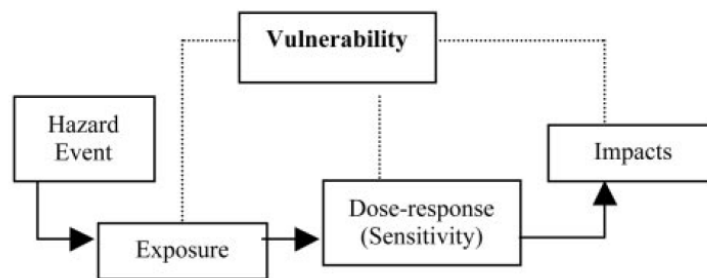 Vulnerability
Hazard
Event
Impacts
Dose-response
(Sensitivity)
Exposure